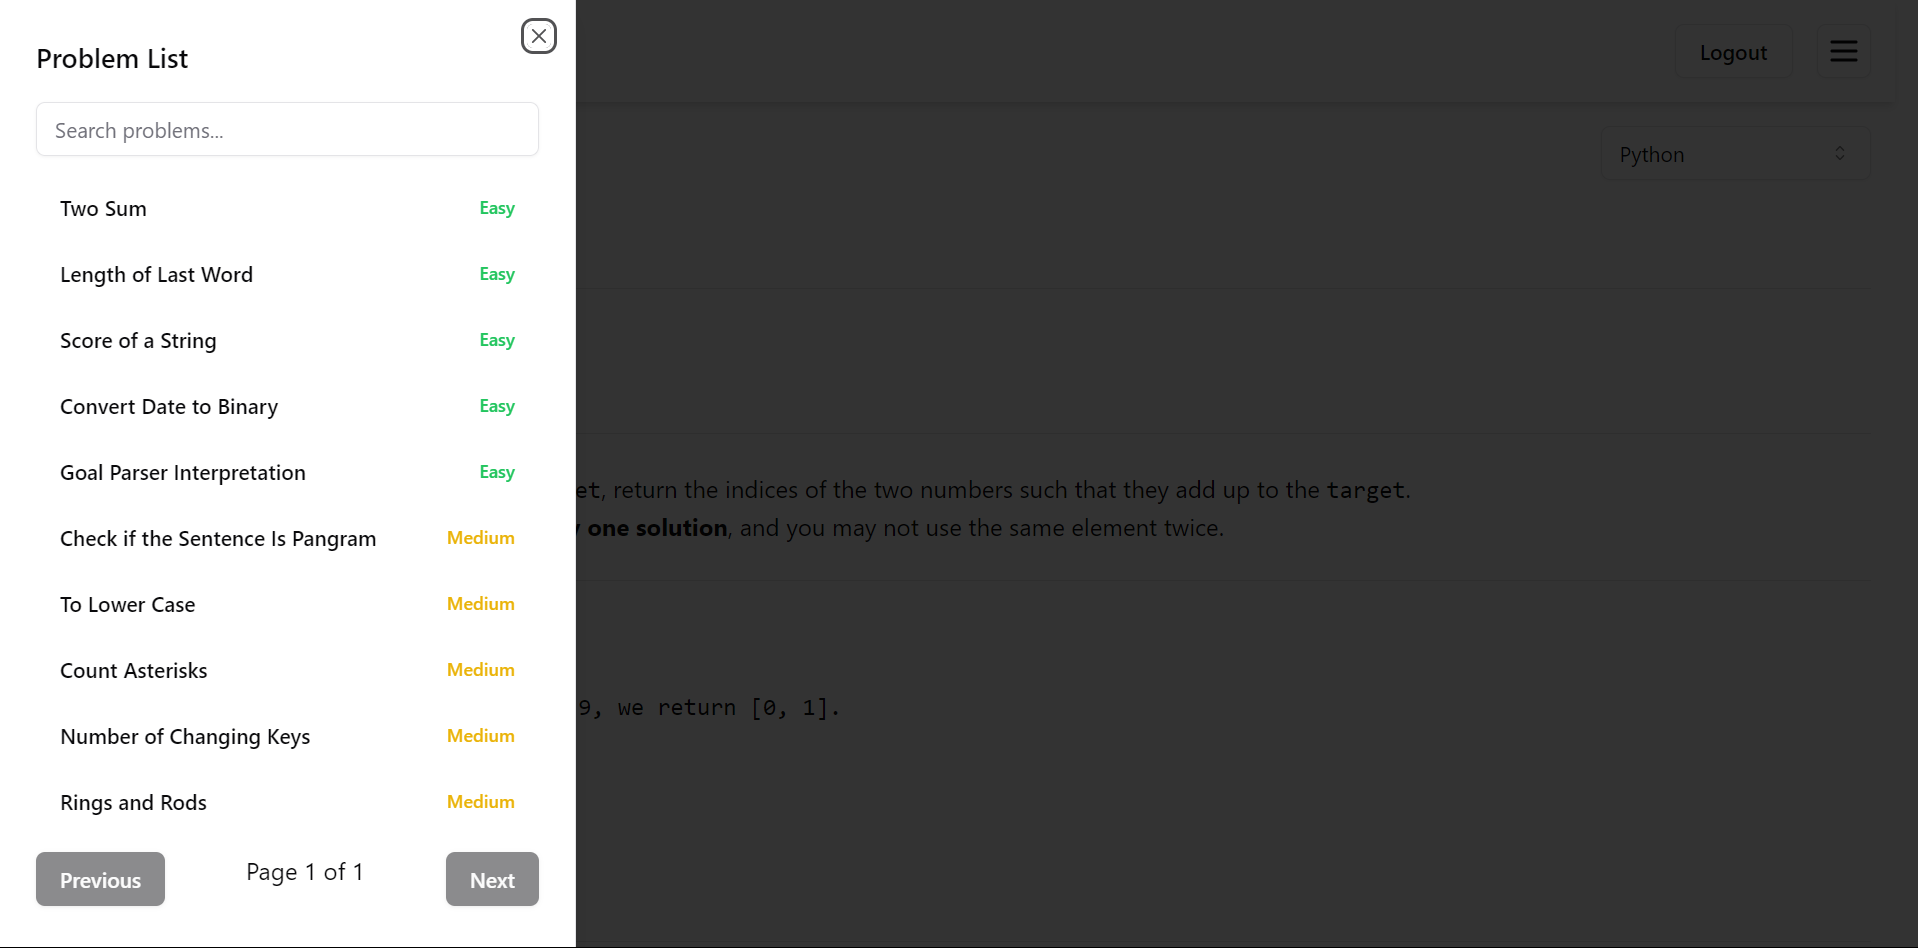 Problem List
Search problems...
Two Sum Easy
Length of Last Word Easy
Score of a String Easy
Convert Date to Binary Easy
Goal Parser Interpretation Easy
Check if the Sentence Is Pangram Medium
To Lower Case Medium
Count Asterisks Medium
Number of Changing Keys Medium
Rings and Rods Medium
Previous Page 1 of 1 Next
Logout
Python
et, return the indices of the two numbers such that they add up to the target.
one solution, and you may not use the same element twice.
9, we return [0, 1].